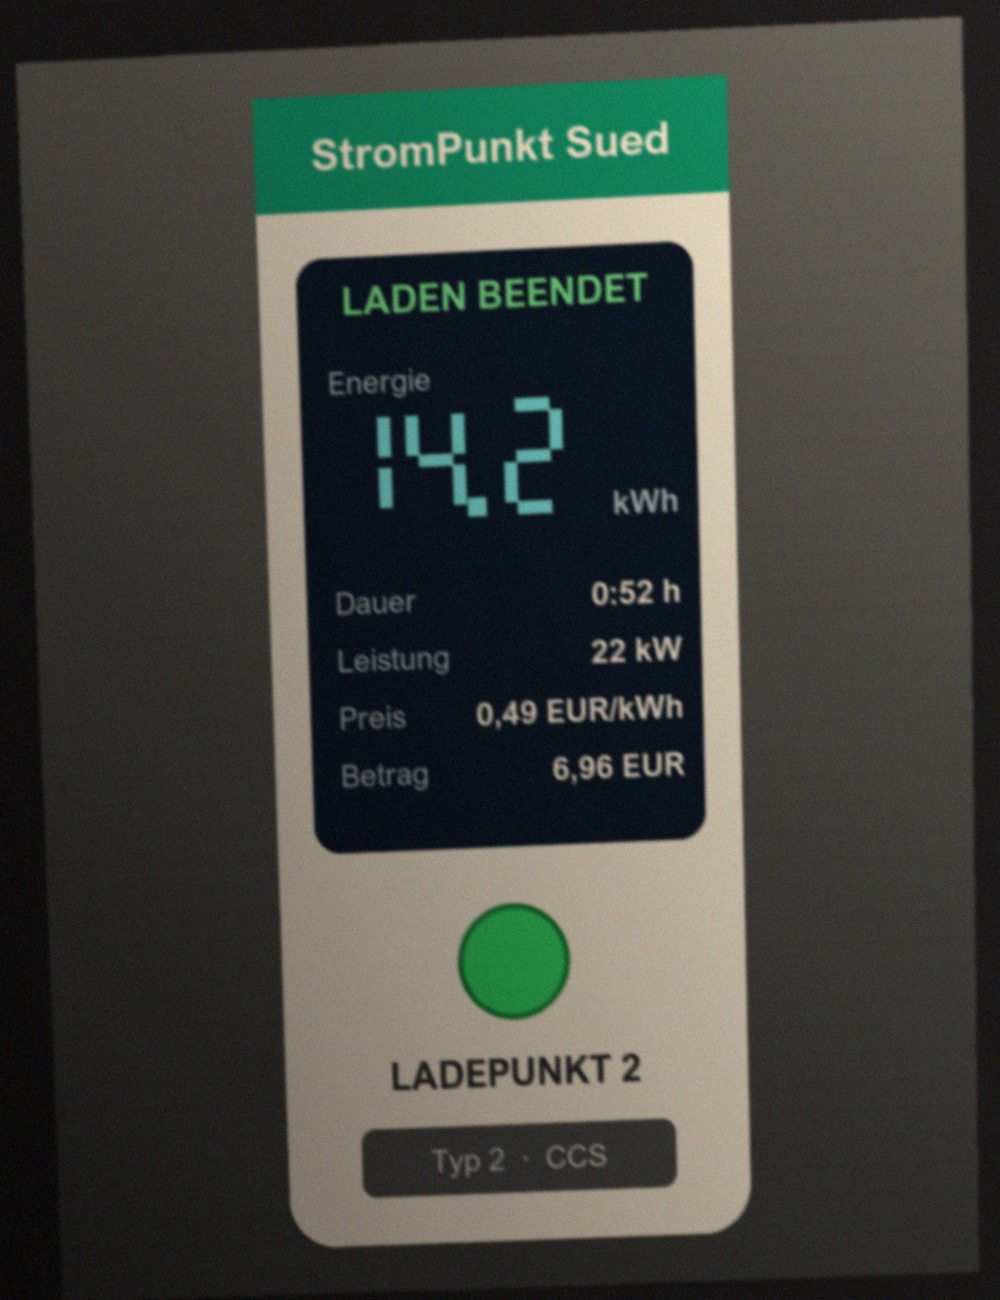 StromPunkt Sued
LADEN BEENDET
Energie
14.2 kWh
Dauer 0:52 h
Leistung 22 kW
Preis 0,49 EUR/kWh
Betrag 6,96 EUR
LADEPUNKT 2
Typ 2 · CCS